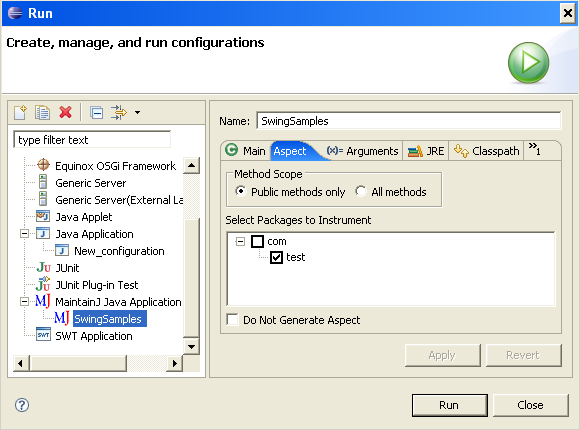 Run
Create, manage, and run configurations
type filter text
Equinox OSGi Framework
Generic Server
Generic Server(External La
Java Applet
Java Application
New_configuration
JUnit
JUnit Plug-in Test
MaintainJ Java Application
SwingSamples
SWT Application
Name: SwingSamples
Main Aspect (x)= Arguments JRE Classpath »1
Method Scope
Public methods only All methods
Select Packages to Instrument
com
test
Do Not Generate Aspect
Apply Revert
Run Close